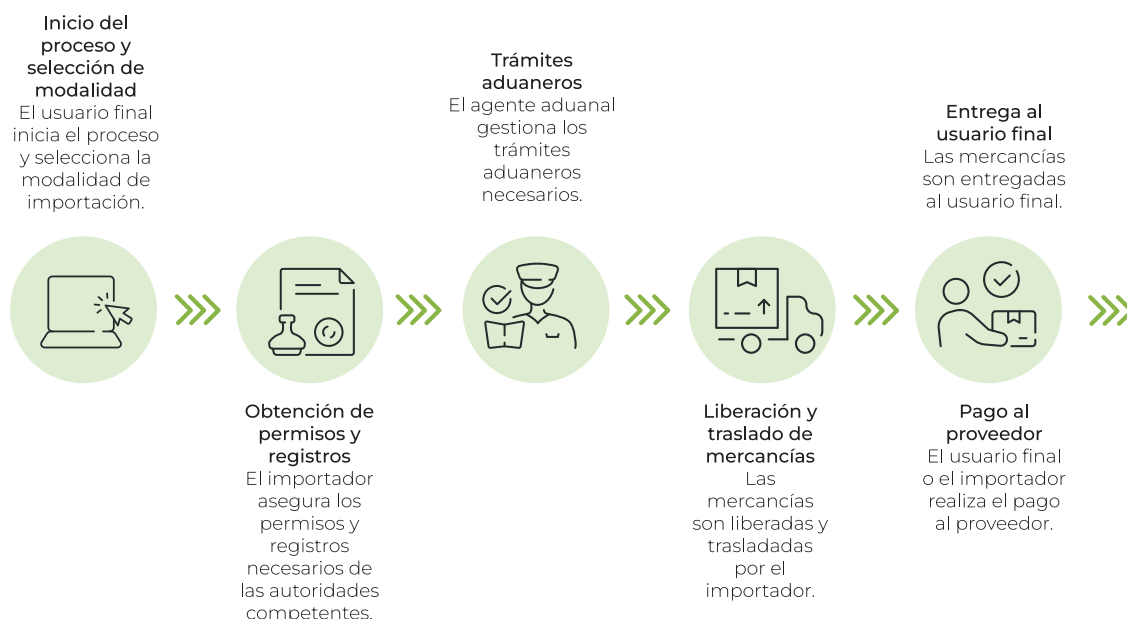 Inicio del
proceso y
selección de
modalidad
El usuario final
inicia el proceso
y selecciona la
modalidad de
importación.
Obtención de
permisos y
registros
El importador
asegura los
permisos y
registros
necesarios de
las autoridades
competentes.
Trámites
aduaneros
El agente aduanal
gestiona los
trámites
aduaneros
necesarios.
Liberación y
traslado de
mercancías
Las
mercancías
son liberadas y
trasladadas
por el
importador.
Entrega al
usuario final
Las mercancías
son entregadas
al usuario final.
Pago al
proveedor
El usuario final
o el importador
realiza el pago
al proveedor.